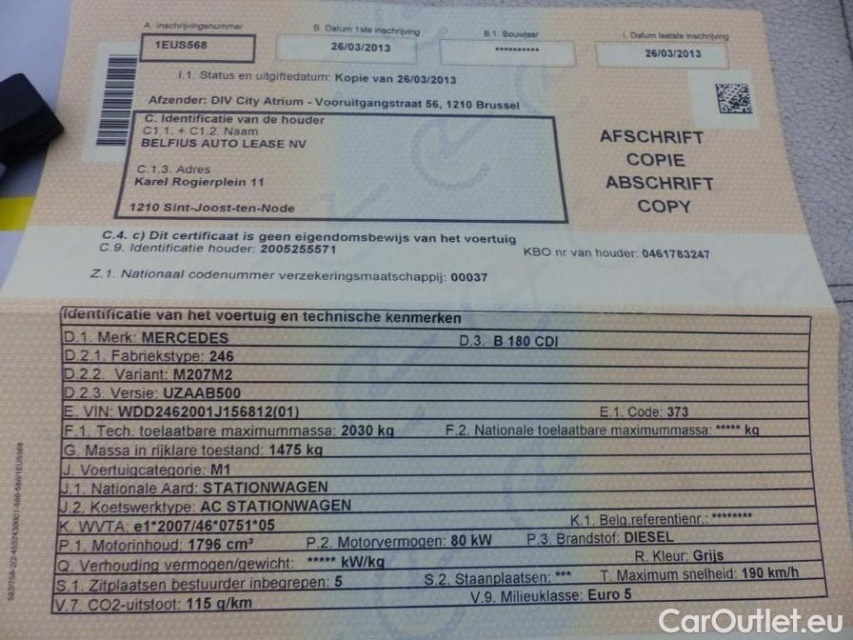 A. Inschrijvingsnummer B. Datum 1ste inschrijving B.1. Bouwjaar I. Datum laatste inschrijving
1EUS568 26/03/2013 ********** 26/03/2013
I.1. Status en uitgiftedatum: Kopie van 26/03/2013
Afzender: DIV City Atrium - Vooruitgangstraat 56, 1210 Brussel
C. Identificatie van de houder
C1.1. + C1.2. Naam
BELFIUS AUTO LEASE NV
C.1.3. Adres
Karel Rogierplein 11
1210 Sint-Joost-ten-Node
AFSCHRIFT
COPIE
ABSCHRIFT
COPY
C.4. c) Dit certificaat is geen eigendomsbewijs van het voertuig
C.9. Identificatie houder: 2005255571 KBO nr van houder: 0461783247
Z.1. Nationaal codenummer verzekeringsmaatschappij: 00037
Identificatie van het voertuig en technische kenmerken
D.1. Merk: MERCEDES D.3. B 180 CDI
D.2.1. Fabriekstype: 246
D.2.2. Variant: M207M2
D.2.3. Versie: UZAAB500
E. VIN: WDD2462001J156812(01) E.1. Code: 373
F.1. Tech. toelaatbare maximummassa: 2030 kg F.2. Nationale toelaatbare maximummassa: ***** kg
G. Massa in rijklare toestand: 1475 kg
J. Voertuigcategorie: M1
J.1. Nationale Aard: STATIONWAGEN
J.2. Koetswerktype: AC STATIONWAGEN
K. WVTA: e1*2007/46*0751*05 K.1. Belg.referentienr.: ********
P.1. Motorinhoud: 1796 cm³ P.2. Motorvermogen: 80 kW P.3. Brandstof: DIESEL
Q. Verhouding vermogen/gewicht: ***** kW/kg R. Kleur: Grijs
S.1. Zitplaatsen bestuurder inbegrepen: 5 S.2. Staanplaatsen: *** T. Maximum snelheid: 190 km/h
V.7. CO2-uitstoot: 115 g/km V.9. Milieuklasse: Euro 5
CarOutlet.eu